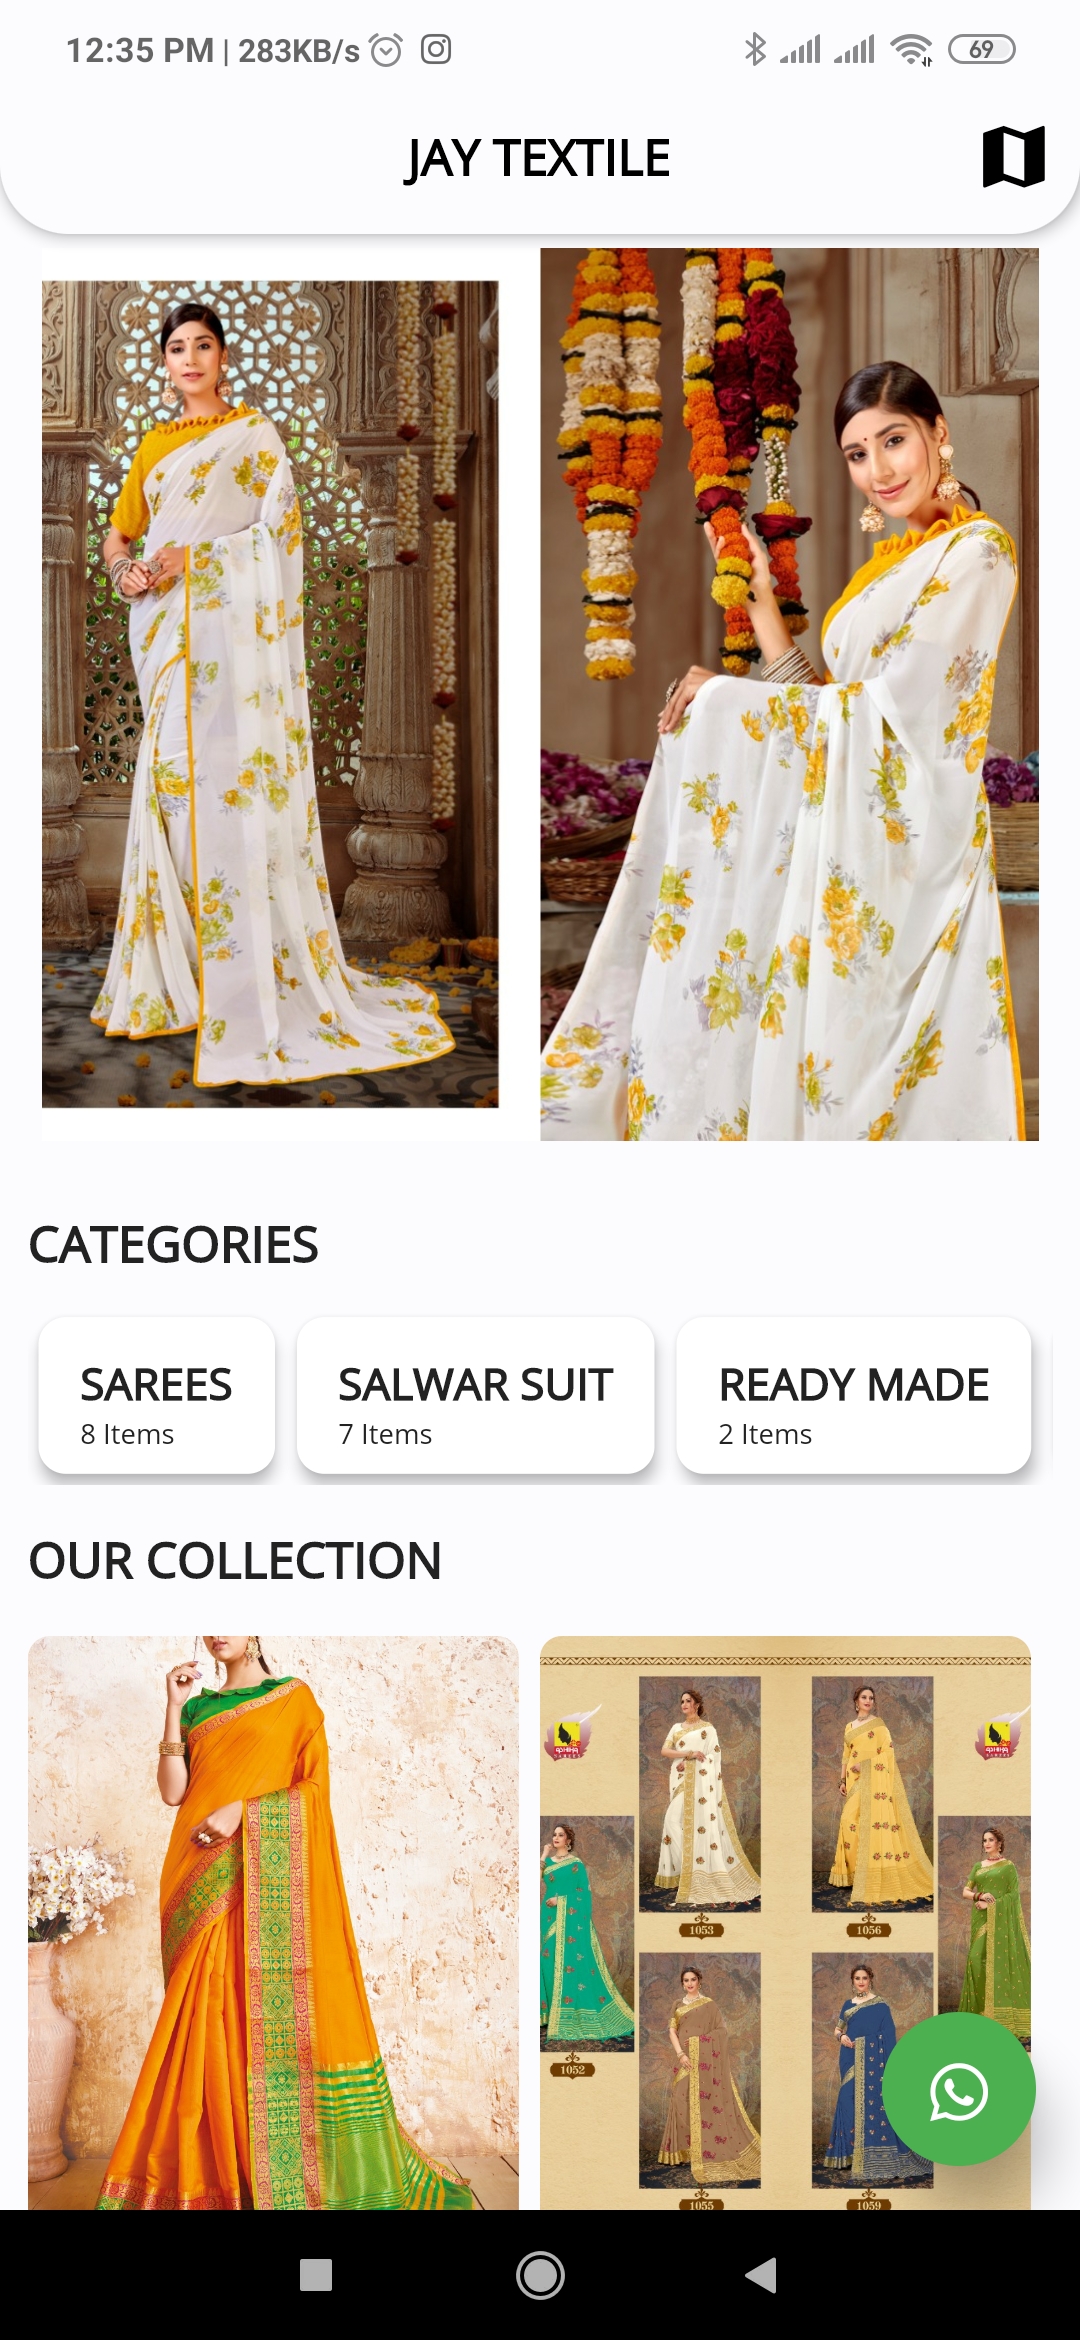 12:35 PM | 283KB/s
69
JAY TEXTILE
CATEGORIES
SAREES
8 Items
SALWAR SUIT
7 Items
READY MADE
2 Items
OUR COLLECTION
1053
1056
1052
1055
1059